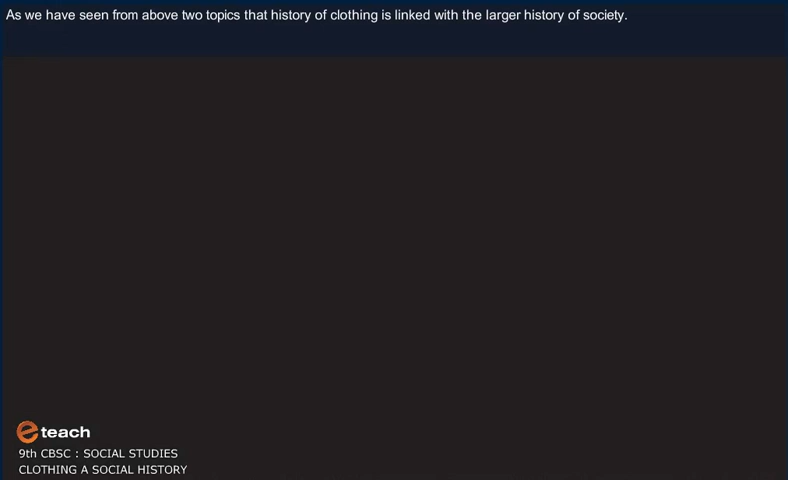 As we have seen from above two topics that history of clothing is linked with the larger history of society.
e teach
9th CBSC : SOCIAL STUDIES
CLOTHING A SOCIAL HISTORY